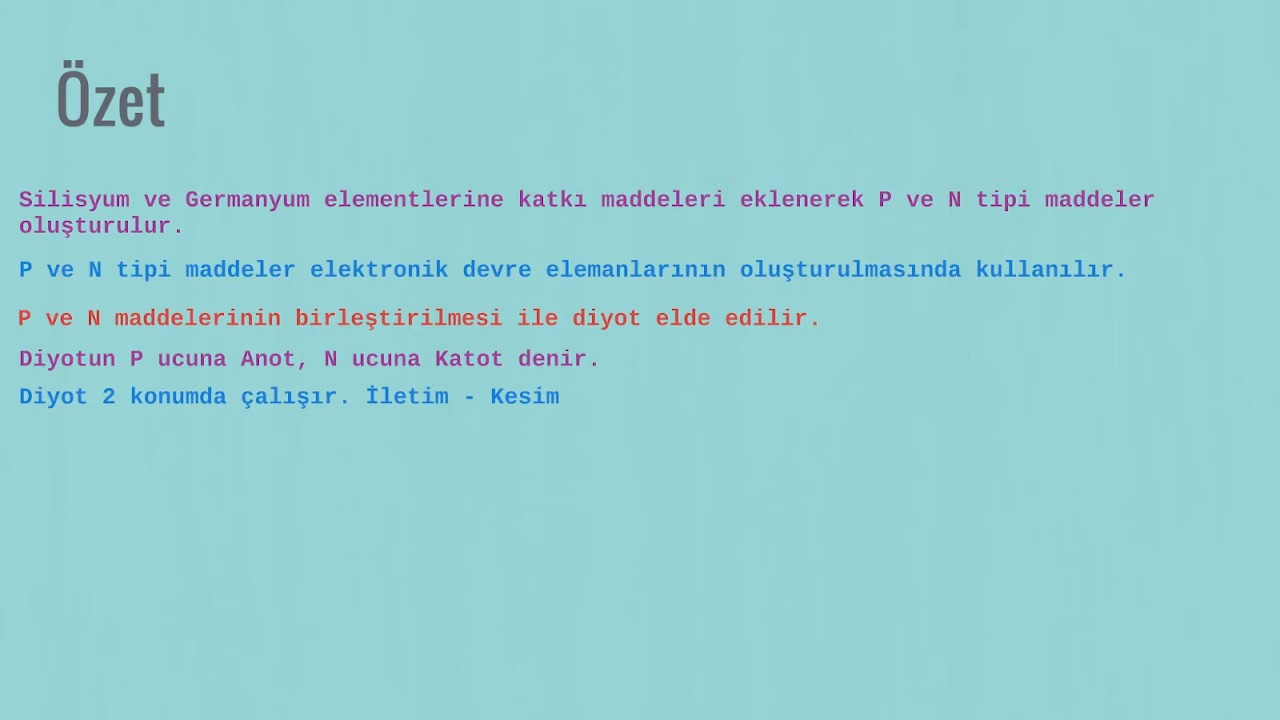 Özet
Silisyum ve Germanyum elementlerine katkı maddeleri eklenerek P ve N tipi maddeler
oluşturulur.
P ve N tipi maddeler elektronik devre elemanlarının oluşturulmasında kullanılır.
P ve N maddelerinin birleştirilmesi ile diyot elde edilir.
Diyotun P ucuna Anot, N ucuna Katot denir.
Diyot 2 konumda çalışır. İletim - Kesim